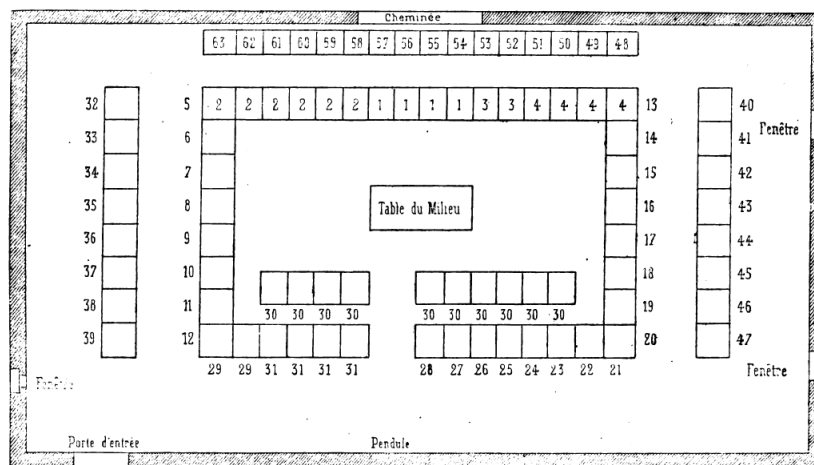 Cheminée
63 62 61 60 59 58 57 56 55 54 53 52 51 50 49 48
32 5 2 2 2 2 2 2 1 1 1 1 3 3 4 4 4 4 13 40
33 6 14 41 Fenêtre
34 7 15 42
35 8 Table du Milieu 16 43
36 9 17 44
37 10 18 45
38 11 30 30 30 30 30 30 30 30 30 30 19 46
39 12 20 47
29 29 31 31 31 31 28 27 26 25 24 23 22 21 Fenêtre
Fenêtre
Porte d'entrée Pendule